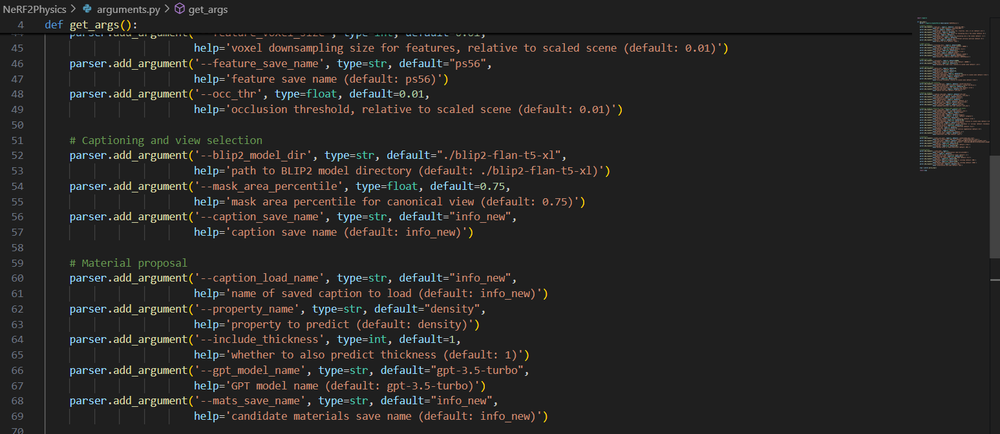 NeRF2Physics > arguments.py > get_args
4 def get_args():
44 parser.add_argument('--feature_voxel_size', type=int, default=0.01,
45 help='voxel downsampling size for features, relative to scaled scene (default: 0.01)')
46 parser.add_argument('--feature_save_name', type=str, default="ps56",
47 help='feature save name (default: ps56)')
48 parser.add_argument('--occ_thr', type=float, default=0.01,
49 help='occlusion threshold, relative to scaled scene (default: 0.01)')
50
51 # Captioning and view selection
52 parser.add_argument('--blip2_model_dir', type=str, default="./blip2-flan-t5-xl",
53 help='path to BLIP2 model directory (default: ./blip2-flan-t5-xl)')
54 parser.add_argument('--mask_area_percentile', type=float, default=0.75,
55 help='mask area percentile for canonical view (default: 0.75)')
56 parser.add_argument('--caption_save_name', type=str, default="info_new",
57 help='caption save name (default: info_new)')
58
59 # Material proposal
60 parser.add_argument('--caption_load_name', type=str, default="info_new",
61 help='name of saved caption to load (default: info_new)')
62 parser.add_argument('--property_name', type=str, default="density",
63 help='property to predict (default: density)')
64 parser.add_argument('--include_thickness', type=int, default=1,
65 help='whether to also predict thickness (default: 1)')
66 parser.add_argument('--gpt_model_name', type=str, default="gpt-3.5-turbo",
67 help='GPT model name (default: gpt-3.5-turbo)')
68 parser.add_argument('--mats_save_name', type=str, default="info_new",
69 help='candidate materials save name (default: info_new)')
70